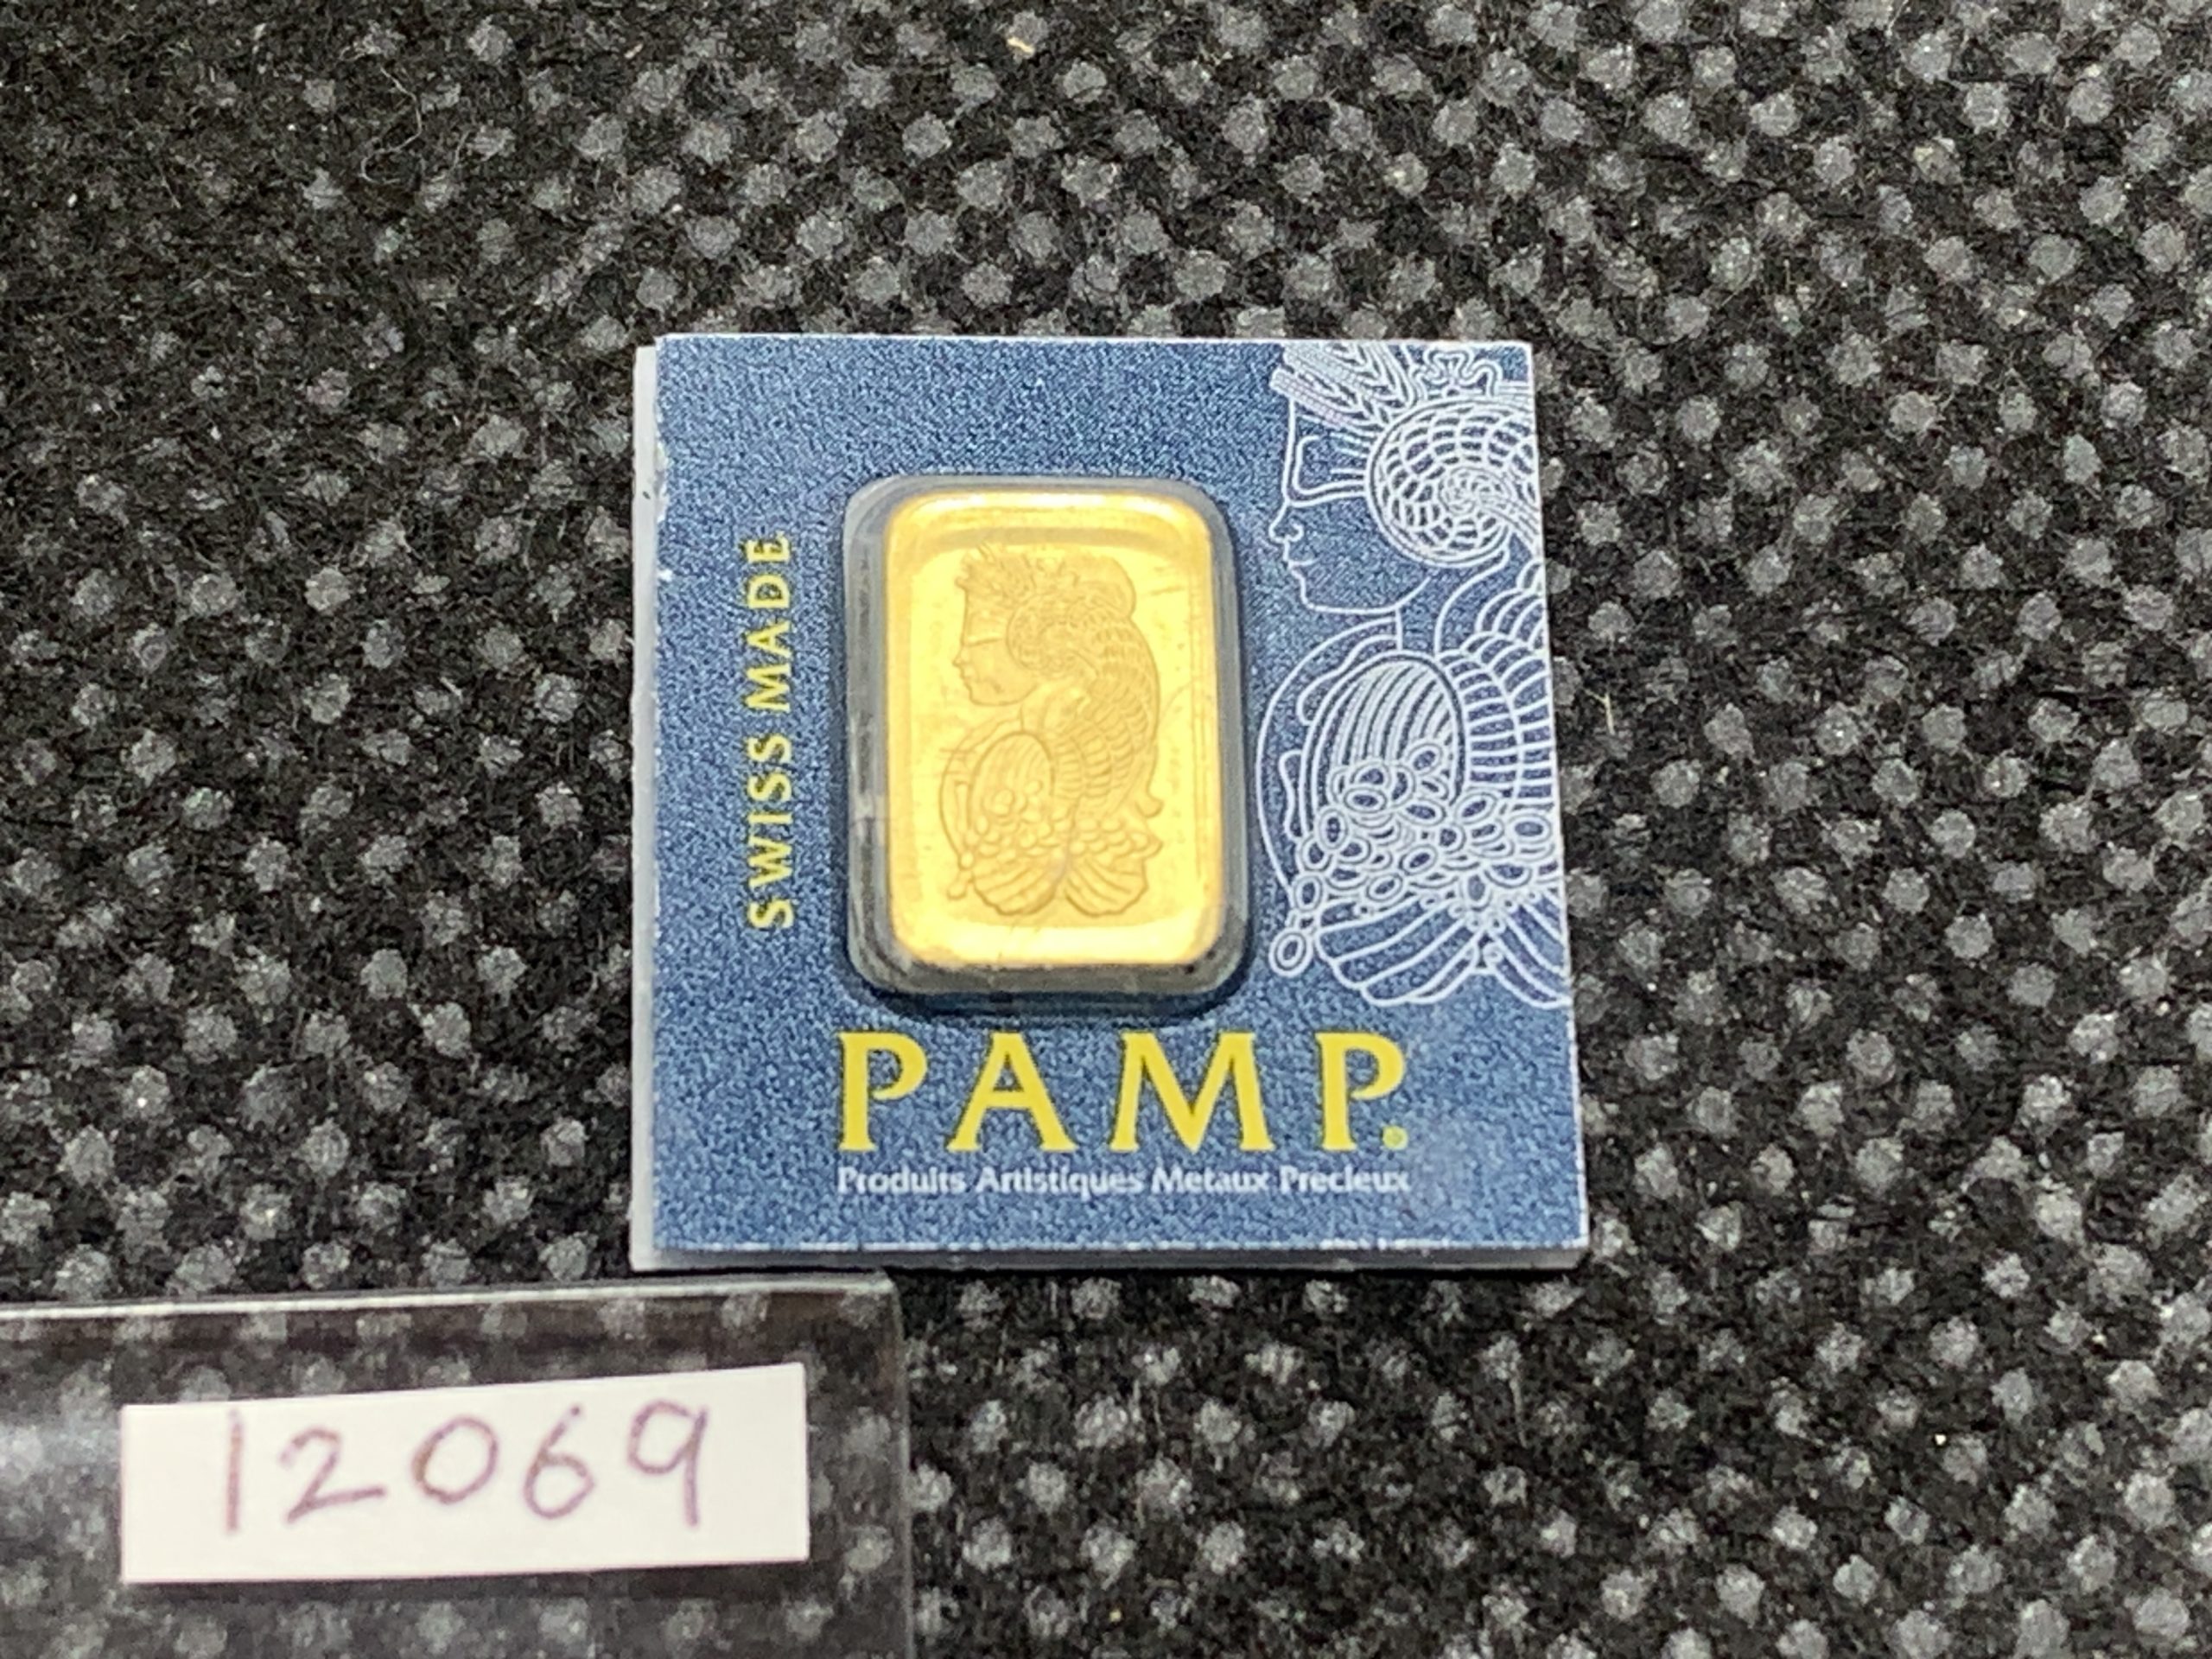 SWISS MADE
PAMP.
Produits Artistiques Metaux Precieux
12069